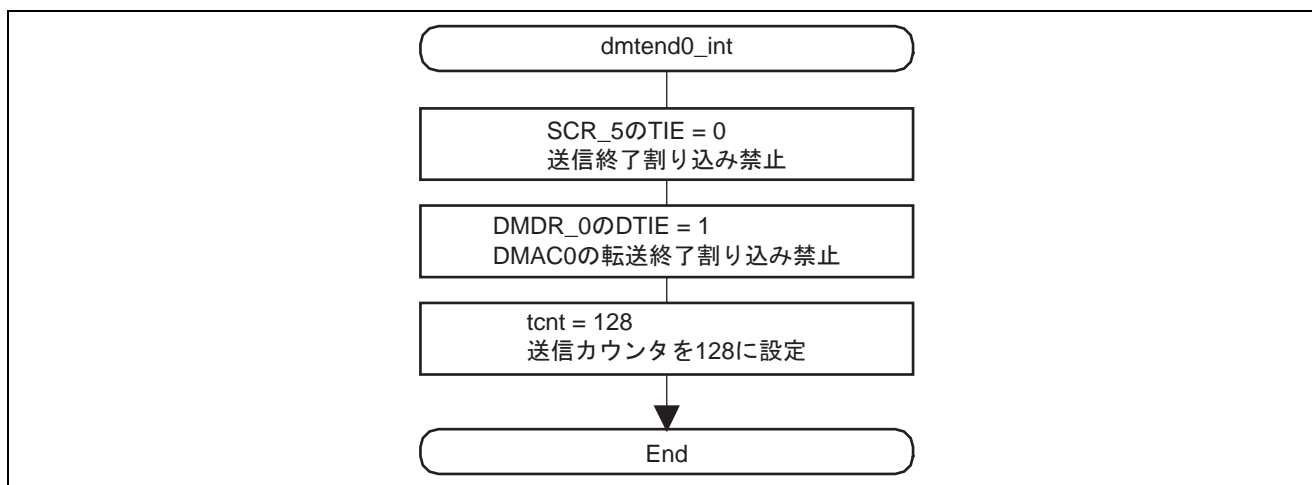 dmtend0_int
SCR_5のTIE = 0
送信終了割り込み禁止
DMDR_0のDTIE = 1
DMAC0の転送終了割り込み禁止
tcnt = 128
送信カウンタを128に設定
End